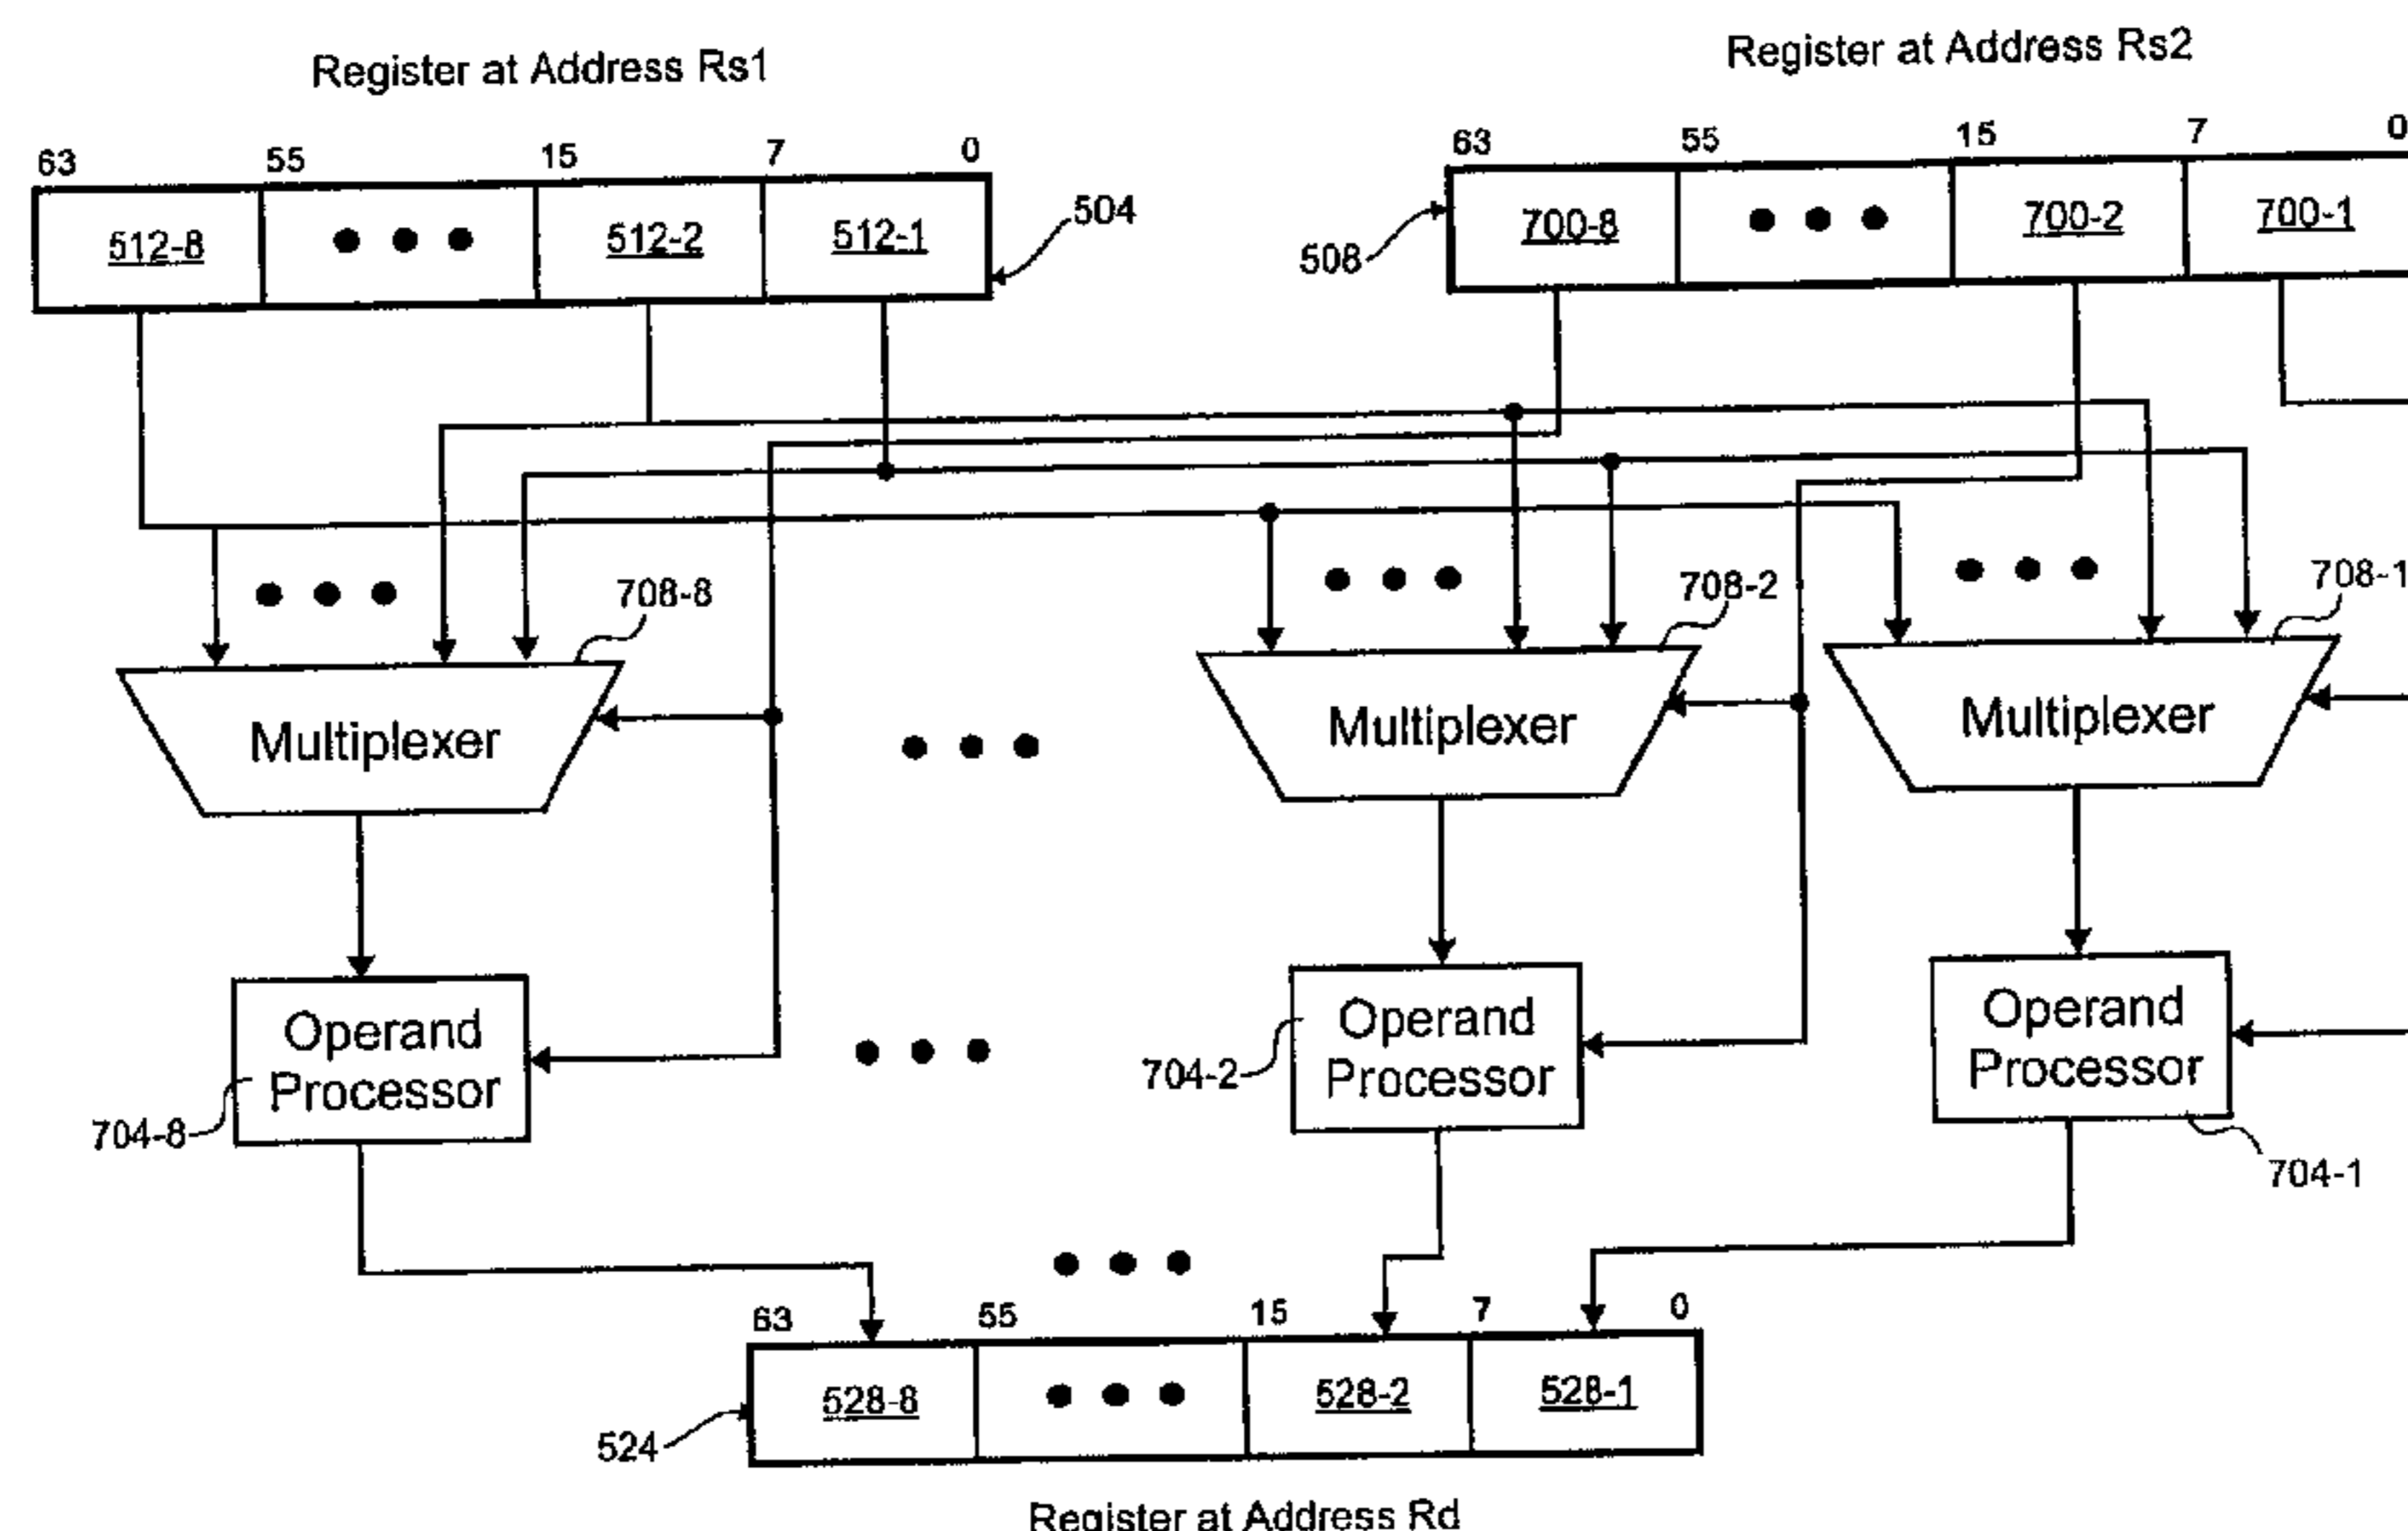 Register at Address Rs1
Register at Address Rs2
63 55 15 7 0
63 55 15 7 0
512-8 512-2 512-1
504
508
700-8 700-2 700-1
708-8
708-2
708-1
Multiplexer
Multiplexer
Multiplexer
Operand
Processor
Operand
Processor
Operand
Processor
704-8
704-2
704-1
63 55 15 7 0
528-8 528-2 528-1
524
Register at Address Rd